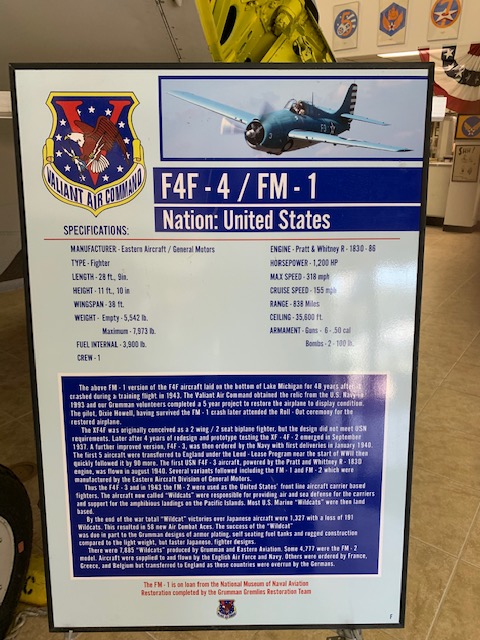 VALIANT AIR COMMAND
F4F - 4 / FM - 1
Nation: United States
SPECIFICATIONS:
MANUFACTURER - Eastern Aircraft / General Motors
TYPE - Fighter
LENGTH - 28 ft., 9in.
HEIGHT - 11 ft., 10 in
WINGSPAN - 38 ft.
WEIGHT - Empty - 5,542 lb.
Maximum - 7,973 lb.
FUEL INTERNAL - 3,900 lb.
CREW - 1
ENGINE - Pratt & Whitney R - 1830 - 86
HORSEPOWER - 1,200 HP
MAX SPEED - 318 mph
CRUISE SPEED - 155 mph
RANGE - 838 Miles
CEILING - 35,600 ft.
ARMAMENT - Guns - 6 - .50 cal
Bombs - 2 - 100 lb.
The above FM - 1 version of the F4F aircraft laid on the bottom of Lake Michigan for 48 years after it
crashed during a training flight in 1943. The Valiant Air Command obtained the relic from the U.S. Navy in
1993 and our Grumman volunteers completed a 5 year project to restore the airplane to display condition.
The pilot, Dixie Howell, having survived the FM - 1 crash later attended the Roll - Out ceremony for the
restored airplane.
The XF4F was originally conceived as a 2 wing / 2 seat biplane fighter, but the design did not meet USN
requirements. Later after 4 years of redesign and prototype testing the XF - 4F - 2 emerged in September
1937. A further improved version, F4F - 3, was then ordered by the Navy with first deliveries in January 1940.
The first 5 aircraft were transferred to England under the Lend - Lease Program near the start of WWII then
quickly followed it by 90 more. The first USN F4F - 3 aircraft, powered by the Pratt and Whitney R - 1830
engine, was flown in august 1940. Several variants followed including the FM - 1 and FM - 2 which were
manufactured by the Eastern Aircraft Division of General Motors.
Thus the F4F - 3 and in 1943 the FM - 2 were used as the United States' front line aircraft carrier based
fighters. The aircraft now called "Wildcats" were responsible for providing air and sea defense for the carriers
and support for the amphibious landings on the Pacific Islands. Most U.S. Marine "Wildcats" were then land
based.
By the end of the war total "Wildcat" victories over Japanese aircraft were 1,327 with a loss of 191
Wildcats. This resulted in 58 new Air Combat Aces. The success of the "Wildcat"
was due in part to the Grumman designs of armor plating, self seating fuel tanks and rugged construction
compared to the light weight, but faster Japanese, fighter designs.
There were 7,885 "Wildcats" produced by Grumman and Eastern Aviation. Some 4,777 were the FM - 2
model. Aircraft were supplied to and flown by the English Air Force and Navy. Others were ordered by France,
Greece, and Belgium but transferred to England as these countries were overrun by the Germans.
The FM - 1 is on loan from the National Museum of Naval Aviation
Restoration completed by the Grumman Gremlies Restoration Team
F